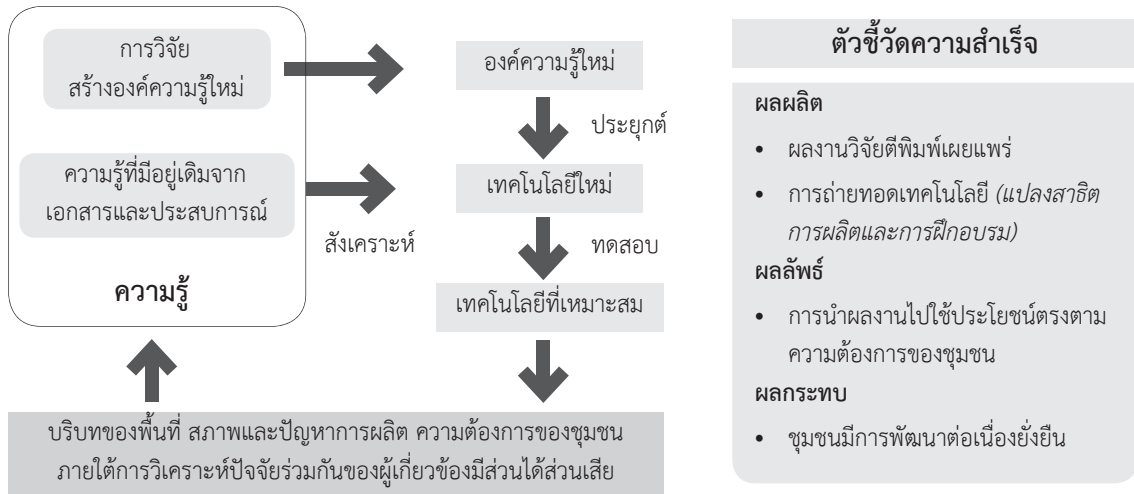 การวิจัย
สร้างองค์ความรู้ใหม่
ความรู้ที่มีอยู่เดิมจาก
เอกสารและประสบการณ์
ความรู้
องค์ความรู้ใหม่
ประยุกต์
เทคโนโลยีใหม่
สังเคราะห์
ทดสอบ
เทคโนโลยีที่เหมาะสม
บริบทของพื้นที่ สภาพและปัญหาการผลิต ความต้องการของชุมชน
ภายใต้การวิเคราะห์ปัจจัยร่วมกันของผู้เกี่ยวข้องมีส่วนได้ส่วนเสีย
ตัวชี้วัดความสำเร็จ
ผลผลิต
• ผลงานวิจัยตีพิมพ์เผยแพร่
• การถ่ายทอดเทคโนโลยี (แปลงสาธิต
การผลิตและการฝึกอบรม)
ผลลัพธ์
• การนำผลงานไปใช้ประโยชน์ตรงตาม
ความต้องการของชุมชน
ผลกระทบ
• ชุมชนมีการพัฒนาต่อเนื่องยั่งยืน